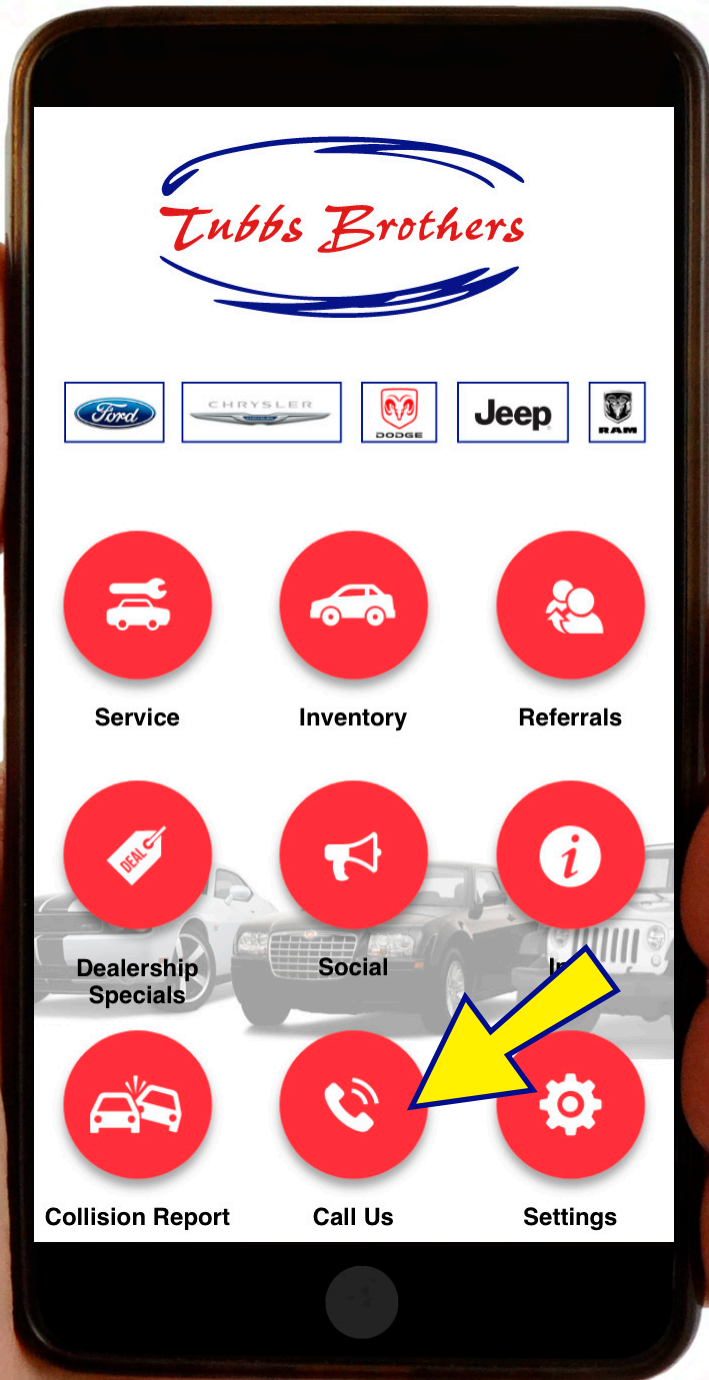 Tubbs Brothers
Ford CHRYSLER DODGE Jeep RAM
Service Inventory Referrals
DEAL
Dealership Specials
Social
Collision Report Call Us Settings